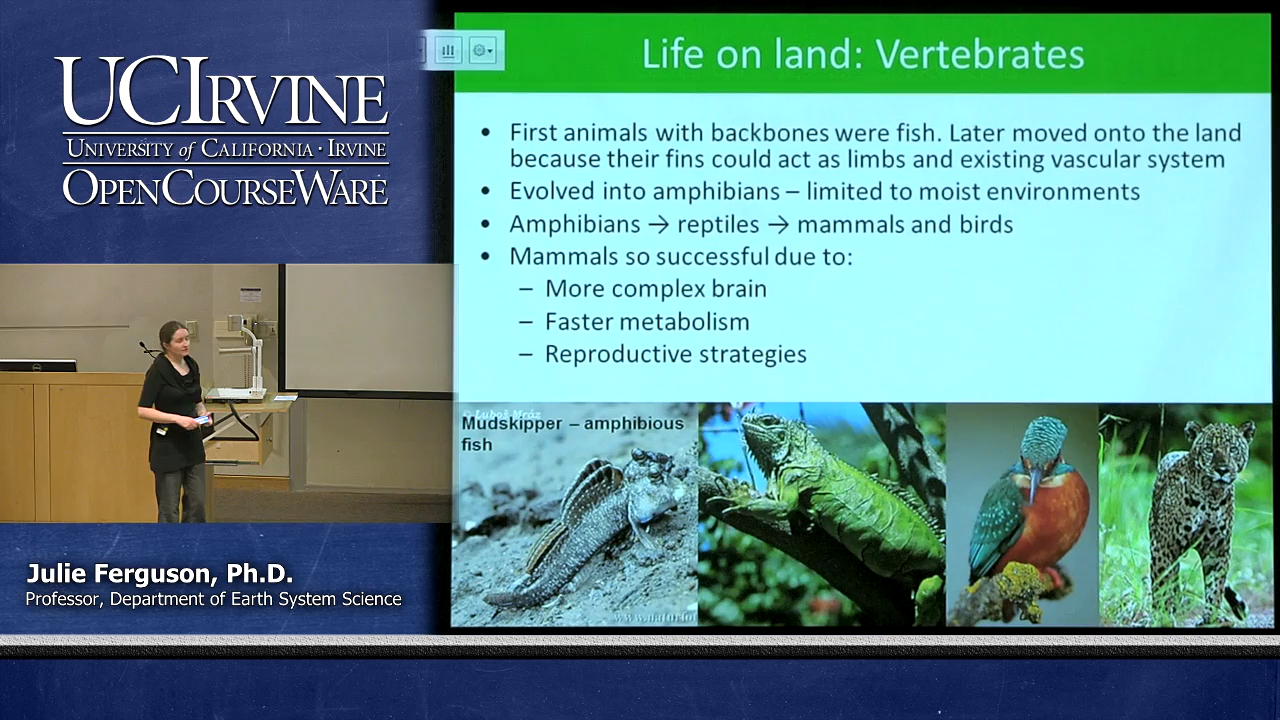 UCIRVINE
UNIVERSITY of CALIFORNIA · IRVINE
OPENCOURSEWARE
Life on land: Vertebrates
• First animals with backbones were fish. Later moved onto the land
because their fins could act as limbs and existing vascular system
• Evolved into amphibians – limited to moist environments
• Amphibians → reptiles → mammals and birds
• Mammals so successful due to:
– More complex brain
– Faster metabolism
– Reproductive strategies
© Luboš Mráz
Mudskipper – amphibious
fish
Julie Ferguson, Ph.D.
Professor, Department of Earth System Science